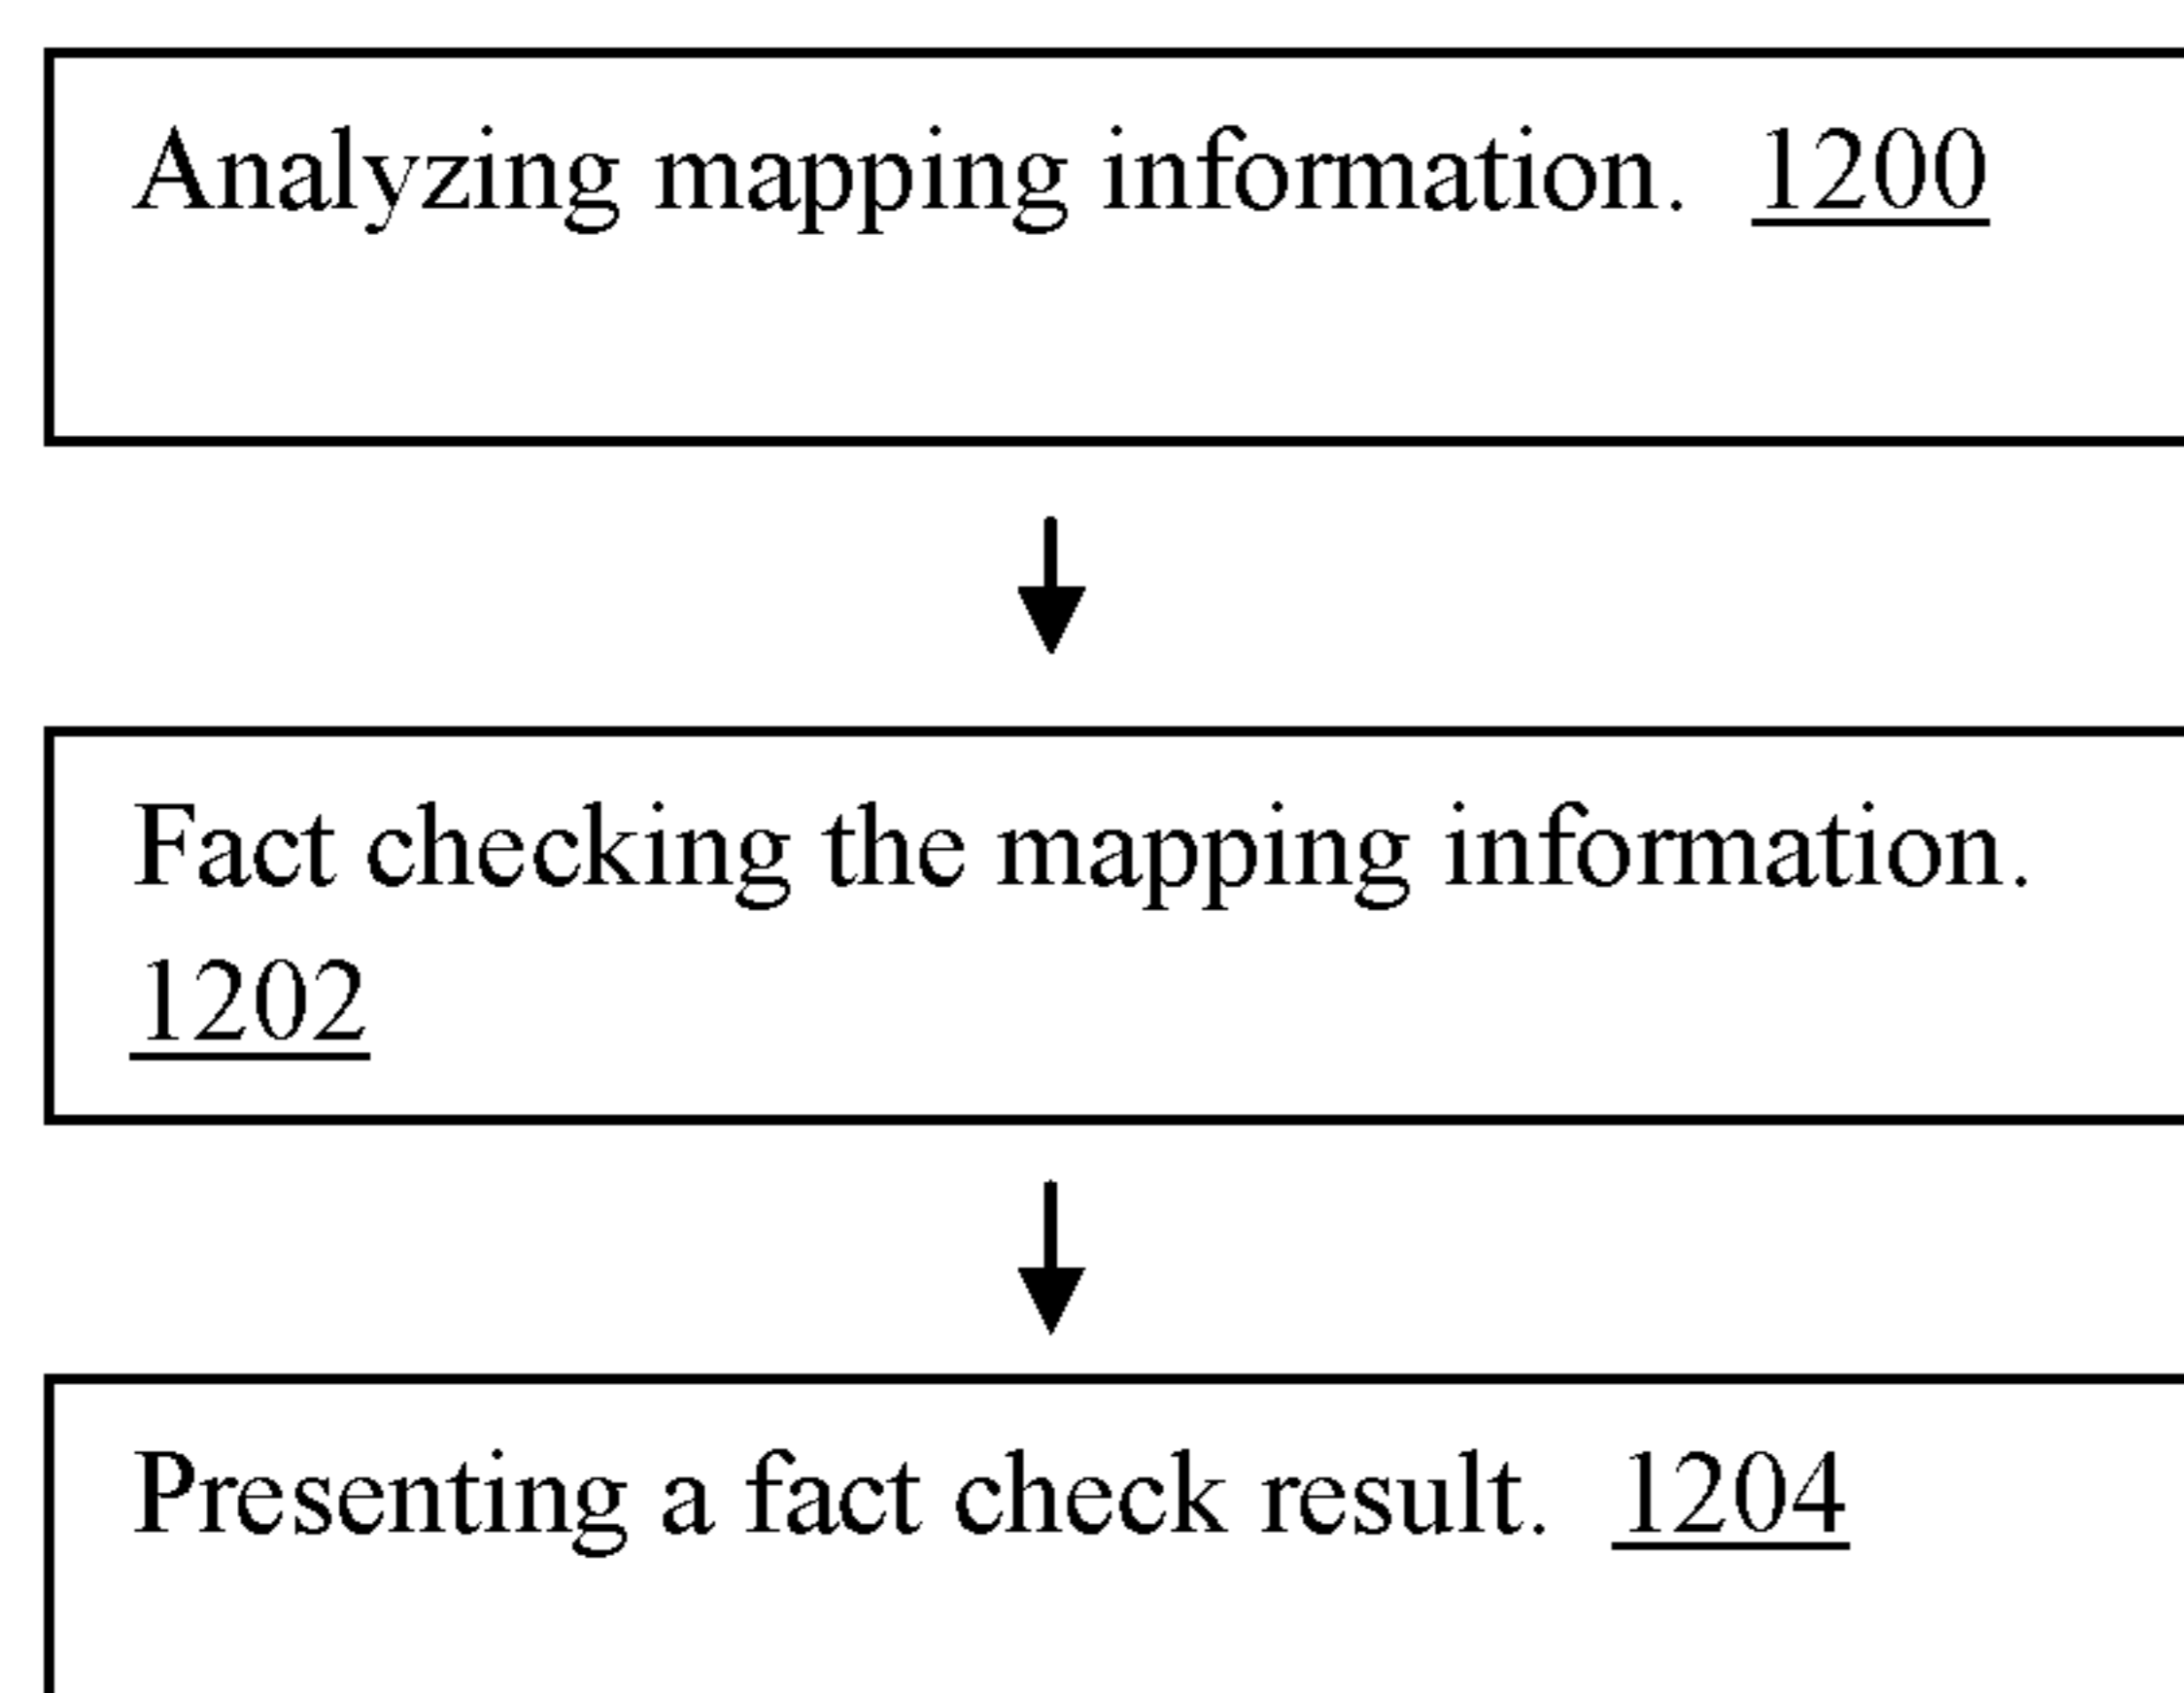 Analyzing mapping information. 1200
Fact checking the mapping information.
1202
Presenting a fact check result. 1204